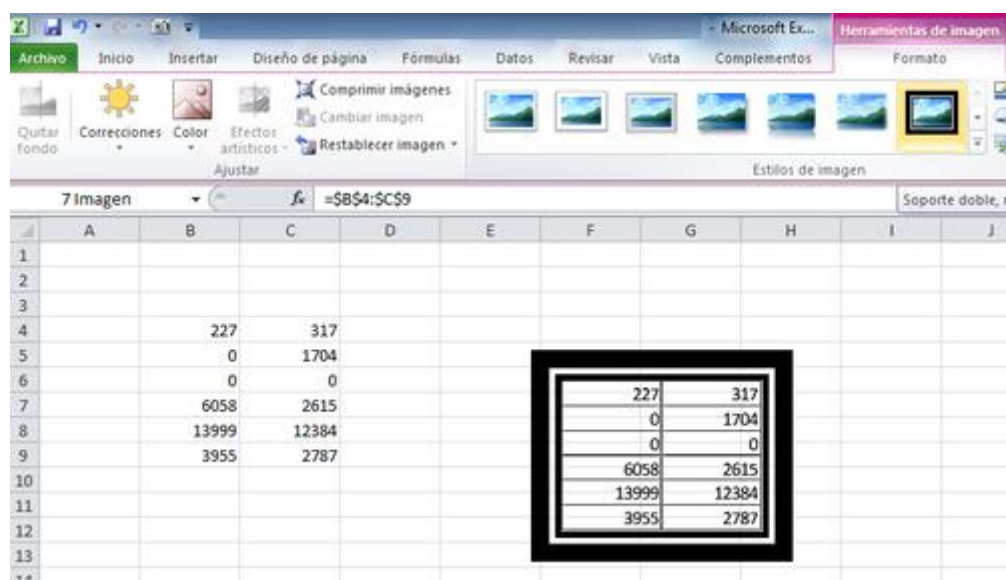 - Microsoft Ex... Herramientas de imagen
Archivo Inicio Insertar Diseño de página Fórmulas Datos Revisar Vista Complementos Formato
Quitar fondo Correcciones Color Efectos artísticos Comprimir imágenes
Cambiar imagen
Restablecer imagen
Ajustar Estilos de imagen
7 Imagen fx =$B$4:$C$9 Soporte doble,
A B C D E F G H I J
1
2
3
4 227 317
5 0 1704
6 0 0
7 6058 2615
8 13999 12384
9 3955 2787
10
11
12
13
227 317
0 1704
0 0
6058 2615
13999 12384
3955 2787